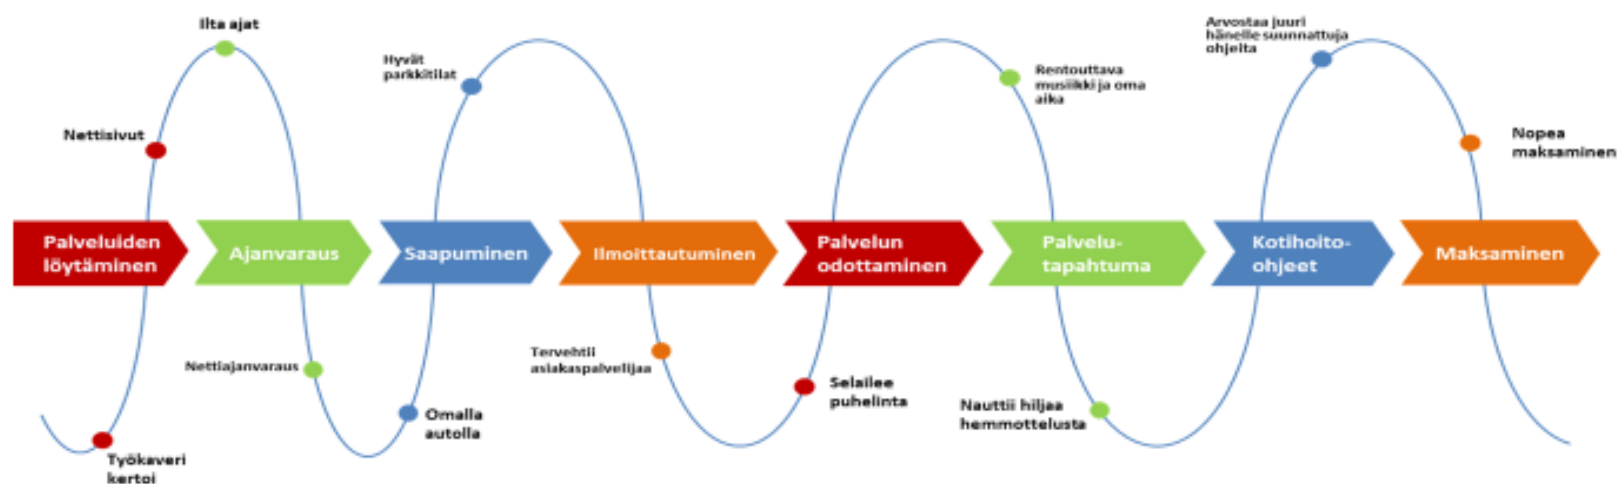 Ilta ajat
Nettisivut
Hyvät
parkkitilat
Rentouttava
musiikki ja oma
aika
Arvostaa juuri
hänelle suunnattuja
ohjeita
Nopea
maksaminen
Palveluiden
löytäminen
Ajanvaraus
Saapuminen
Ilmoittautuminen
Palvelun
odottaminen
Palvelu-
tapahtuma
Kotihoito-
ohjeet
Maksaminen
Työkaveri
kertoi
Nettiajanvaraus
Omalla
autolla
Tervehtii
asiakaspalvelijaa
Selailee
puhelinta
Nauttii hiljaa
hemmottelusta